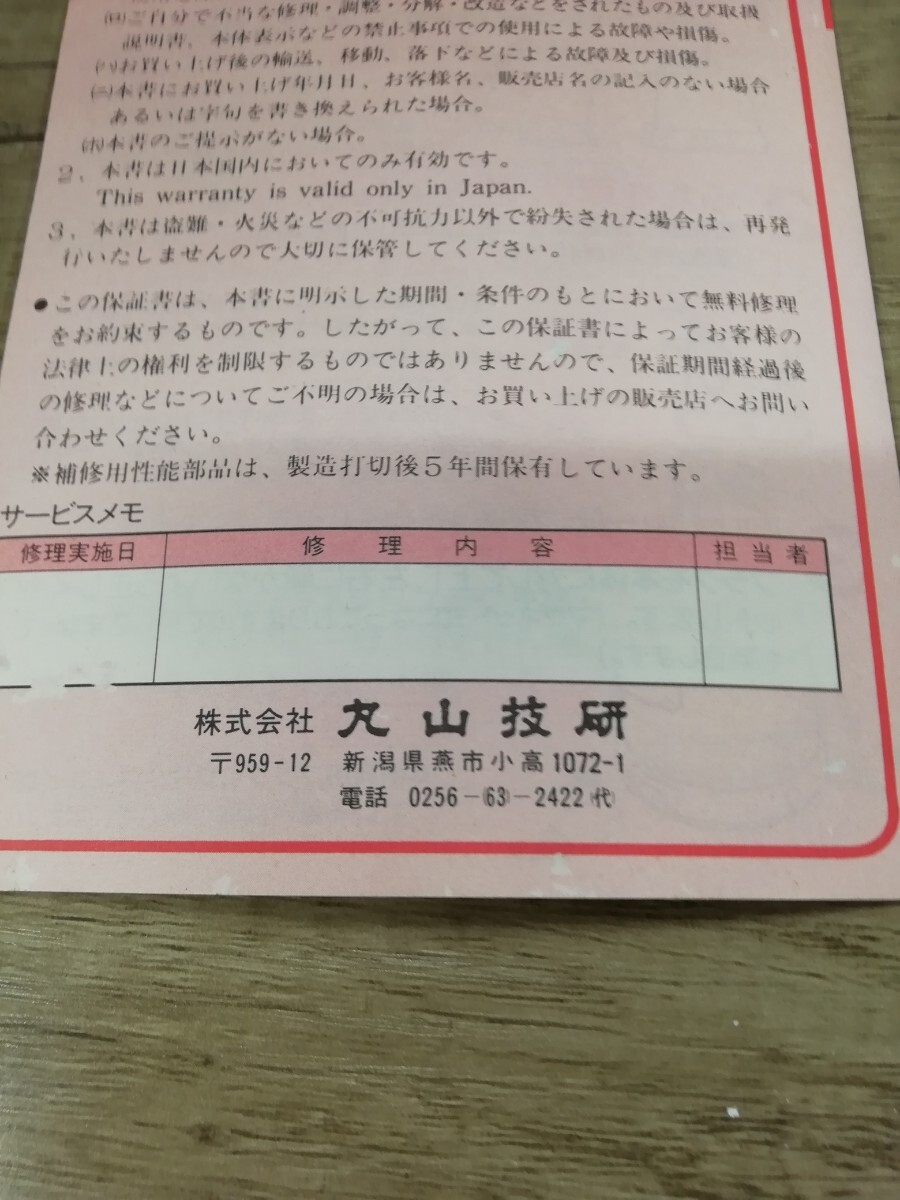 ㈺ご自分で不当な修理・調整・分解・改造などをされたもの及び取扱
説明書、本体表示などの禁止事項での使用による故障や損傷。
㈧お買い上げ後の輸送、移動、落下などによる故障及び損傷。
㈡本書にお買い上げ年月日、お客様名、販売店名の記入のない場合
あるいは字句を書き換えられた場合。
㈭本書のご提示がない場合。
2、本書は日本国内においてのみ有効です。
This warranty is valid only in Japan.
3、本書は盗難・火災などの不可抗力以外で紛失された場合は、再発
行いたしませんので大切に保管してください。
●この保証書は、本書に明示した期間・条件のもとにおいて無料修理
をお約束するものです。したがって、この保証書によってお客様の
法律上の権利を制限するものではありませんので、保証期間経過後
の修理などについてご不明の場合は、お買い上げの販売店へお問い
合わせください。
※補修用性能部品は、製造打切後5年間保有しています。
サービスメモ
修理実施日 修理内容 担当者
株式会社 丸山技研
〒959-12 新潟県燕市小高1072-1
電話 0256-(63)-2422(代)